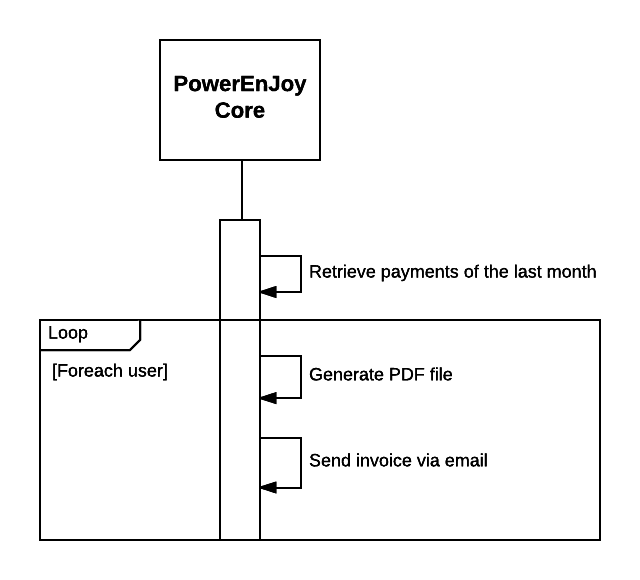 PowerEnJoy
Core
Retrieve payments of the last month
Loop
[Foreach user]
Generate PDF file
Send invoice via email